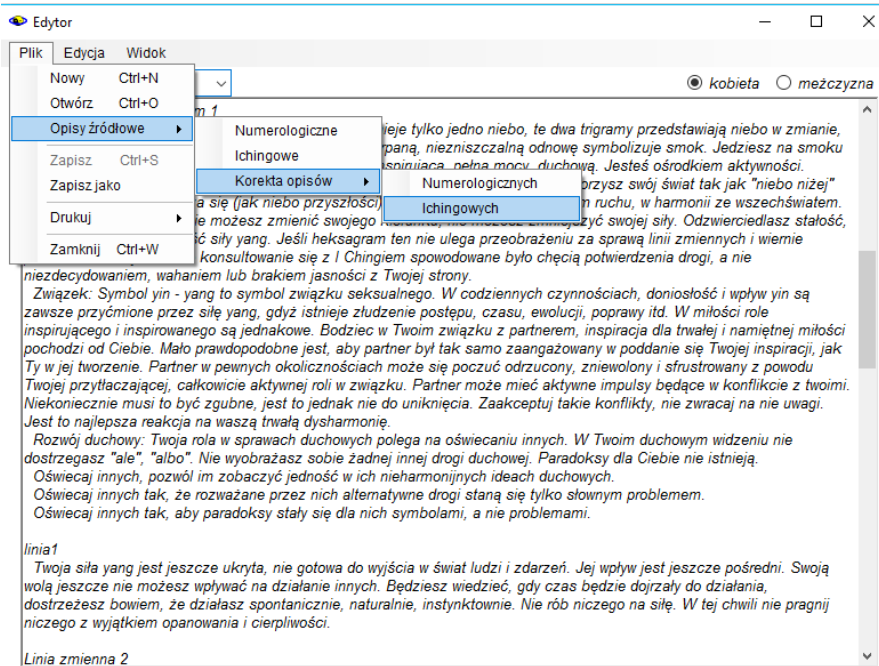 Edytor
Plik Edycja Widok
Nowy Ctrl+N
Otwórz Ctrl+O
Opisy źródłowe
Zapisz Ctrl+S
Zapisz jako
Drukuj
Zamknij Ctrl+W
Numerologiczne
Ichingowe
Korekta opisów
Numerologicznych
Ichingowych
kobieta meżczyzna
m 1
ieje tylko jedno niebo, te dwa trigramy przedstawiają niebo w zmianie,
rpaną, niezniszczalną odnowę symbolizuje smok. Jedziesz na smoku
spirująca, pełna mocy, duchową. Jesteś ośrodkiem aktywności.
orzysz swój świat tak jak "niebo niżej"
a się (jak niebo przyszłości) ruchu, w harmonii ze wszechświatem.
ie możesz zmienić swojego swojej siły. Odzwierciedlasz stałość,
ść siły yang. Jeśli heksagram ten nie ulega przeobrażeniu za sprawą linii zmiennych i wiernie
konsultowanie się z I Chingiem spowodowane było chęcią potwierdzenia drogi, a nie
niezdecydowaniem, wahaniem lub brakiem jasności z Twojej strony.
Związek: Symbol yin - yang to symbol związku seksualnego. W codziennych czynnościach, doniosłość i wpływ yin są
zawsze przyćmione przez siłę yang, gdyż istnieje złudzenie postępu, czasu, ewolucji, poprawy itd. W miłości role
inspirującego i inspirowanego są jednakowe. Bodziec w Twoim związku z partnerem, inspiracja dla trwałej i namiętnej miłości
pochodzi od Ciebie. Mało prawdopodobne jest, aby partner był tak samo zaangażowany w poddanie się Twojej inspiracji, jak
Ty w jej tworzenie. Partner w pewnych okolicznościach może się poczuć odrzucony, zniewolony i sfrustrowany z powodu
Twojej przytłaczającej, całkowicie aktywnej roli w związku. Partner może mieć aktywne impulsy będące w konflikcie z twoimi.
Niekoniecznie musi to być zgubne, jest to jednak nie do uniknięcia. Zaakceptuj takie konflikty, nie zwracaj na nie uwagi.
Jest to najlepsza reakcja na waszą trwałą dysharmonię.
Rozwój duchowy: Twoja rola w sprawach duchowych polega na oświecaniu innych. W Twoim duchowym widzeniu nie
dostrzegasz "ale", "albo". Nie wyobrażasz sobie żadnej innej drogi duchowej. Paradoksy dla Ciebie nie istnieją.
Oświecaj innych, pozwól im zobaczyć jedność w ich nieharmonijnych ideach duchowych.
Oświecaj innych tak, że rozważane przez nich alternatywne drogi staną się tylko słownym problemem.
Oświecaj innych tak, aby paradoksy stały się dla nich symbolami, a nie problemami.
linia1
Twoja siła yang jest jeszcze ukryta, nie gotowa do wyjścia w świat ludzi i zdarzeń. Jej wpływ jest jeszcze pośredni. Swoją
wolą jeszcze nie możesz wpływać na działanie innych. Będziesz wiedzieć, gdy czas będzie dojrzały do działania,
dostrzeżesz bowiem, że działasz spontanicznie, naturalnie, instynktownie. Nie rób niczego na siłę. W tej chwili nie pragnij
niczego z wyjątkiem opanowania i cierpliwości.
Linia zmienna 2